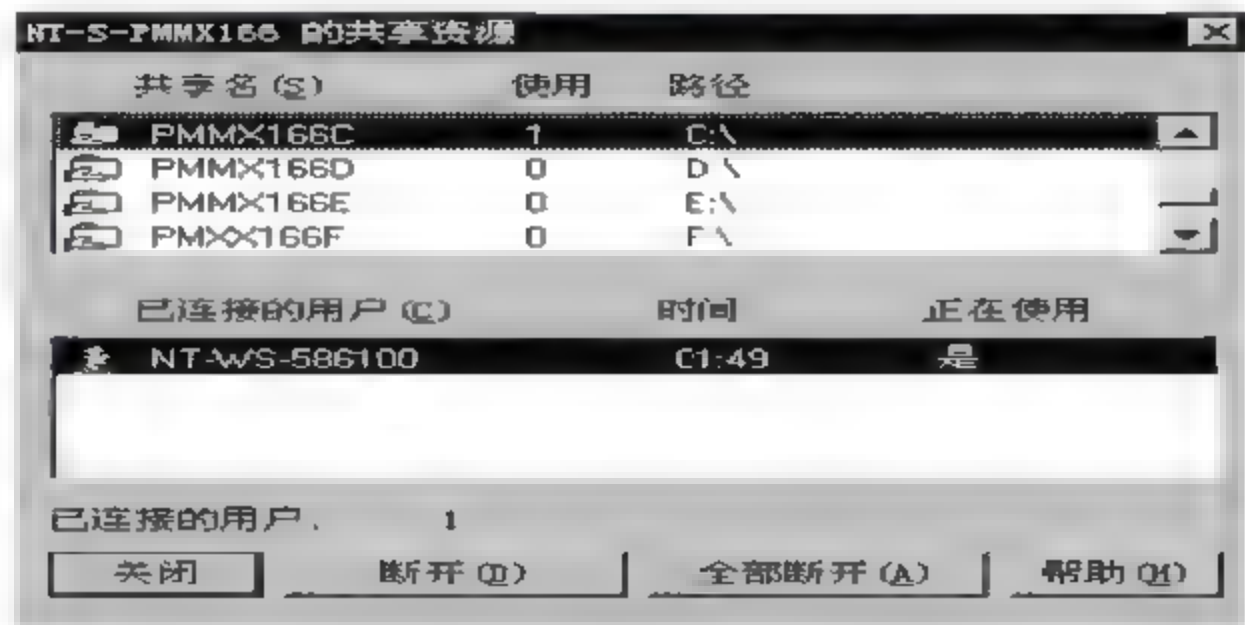 NT-S-PMMX166 的共享资源
共享名(S) 使用 路径
PMMX166C 1 C:\
PMMX166D 0 D:\
PMMX166E 0 E:\
PMXX166F 0 F:\
已连接的用户(C) 时间 正在使用
NT-WS-586100 01:49 是
已连接的用户: 1
关闭 断开(D) 全部断开(A) 帮助(H)